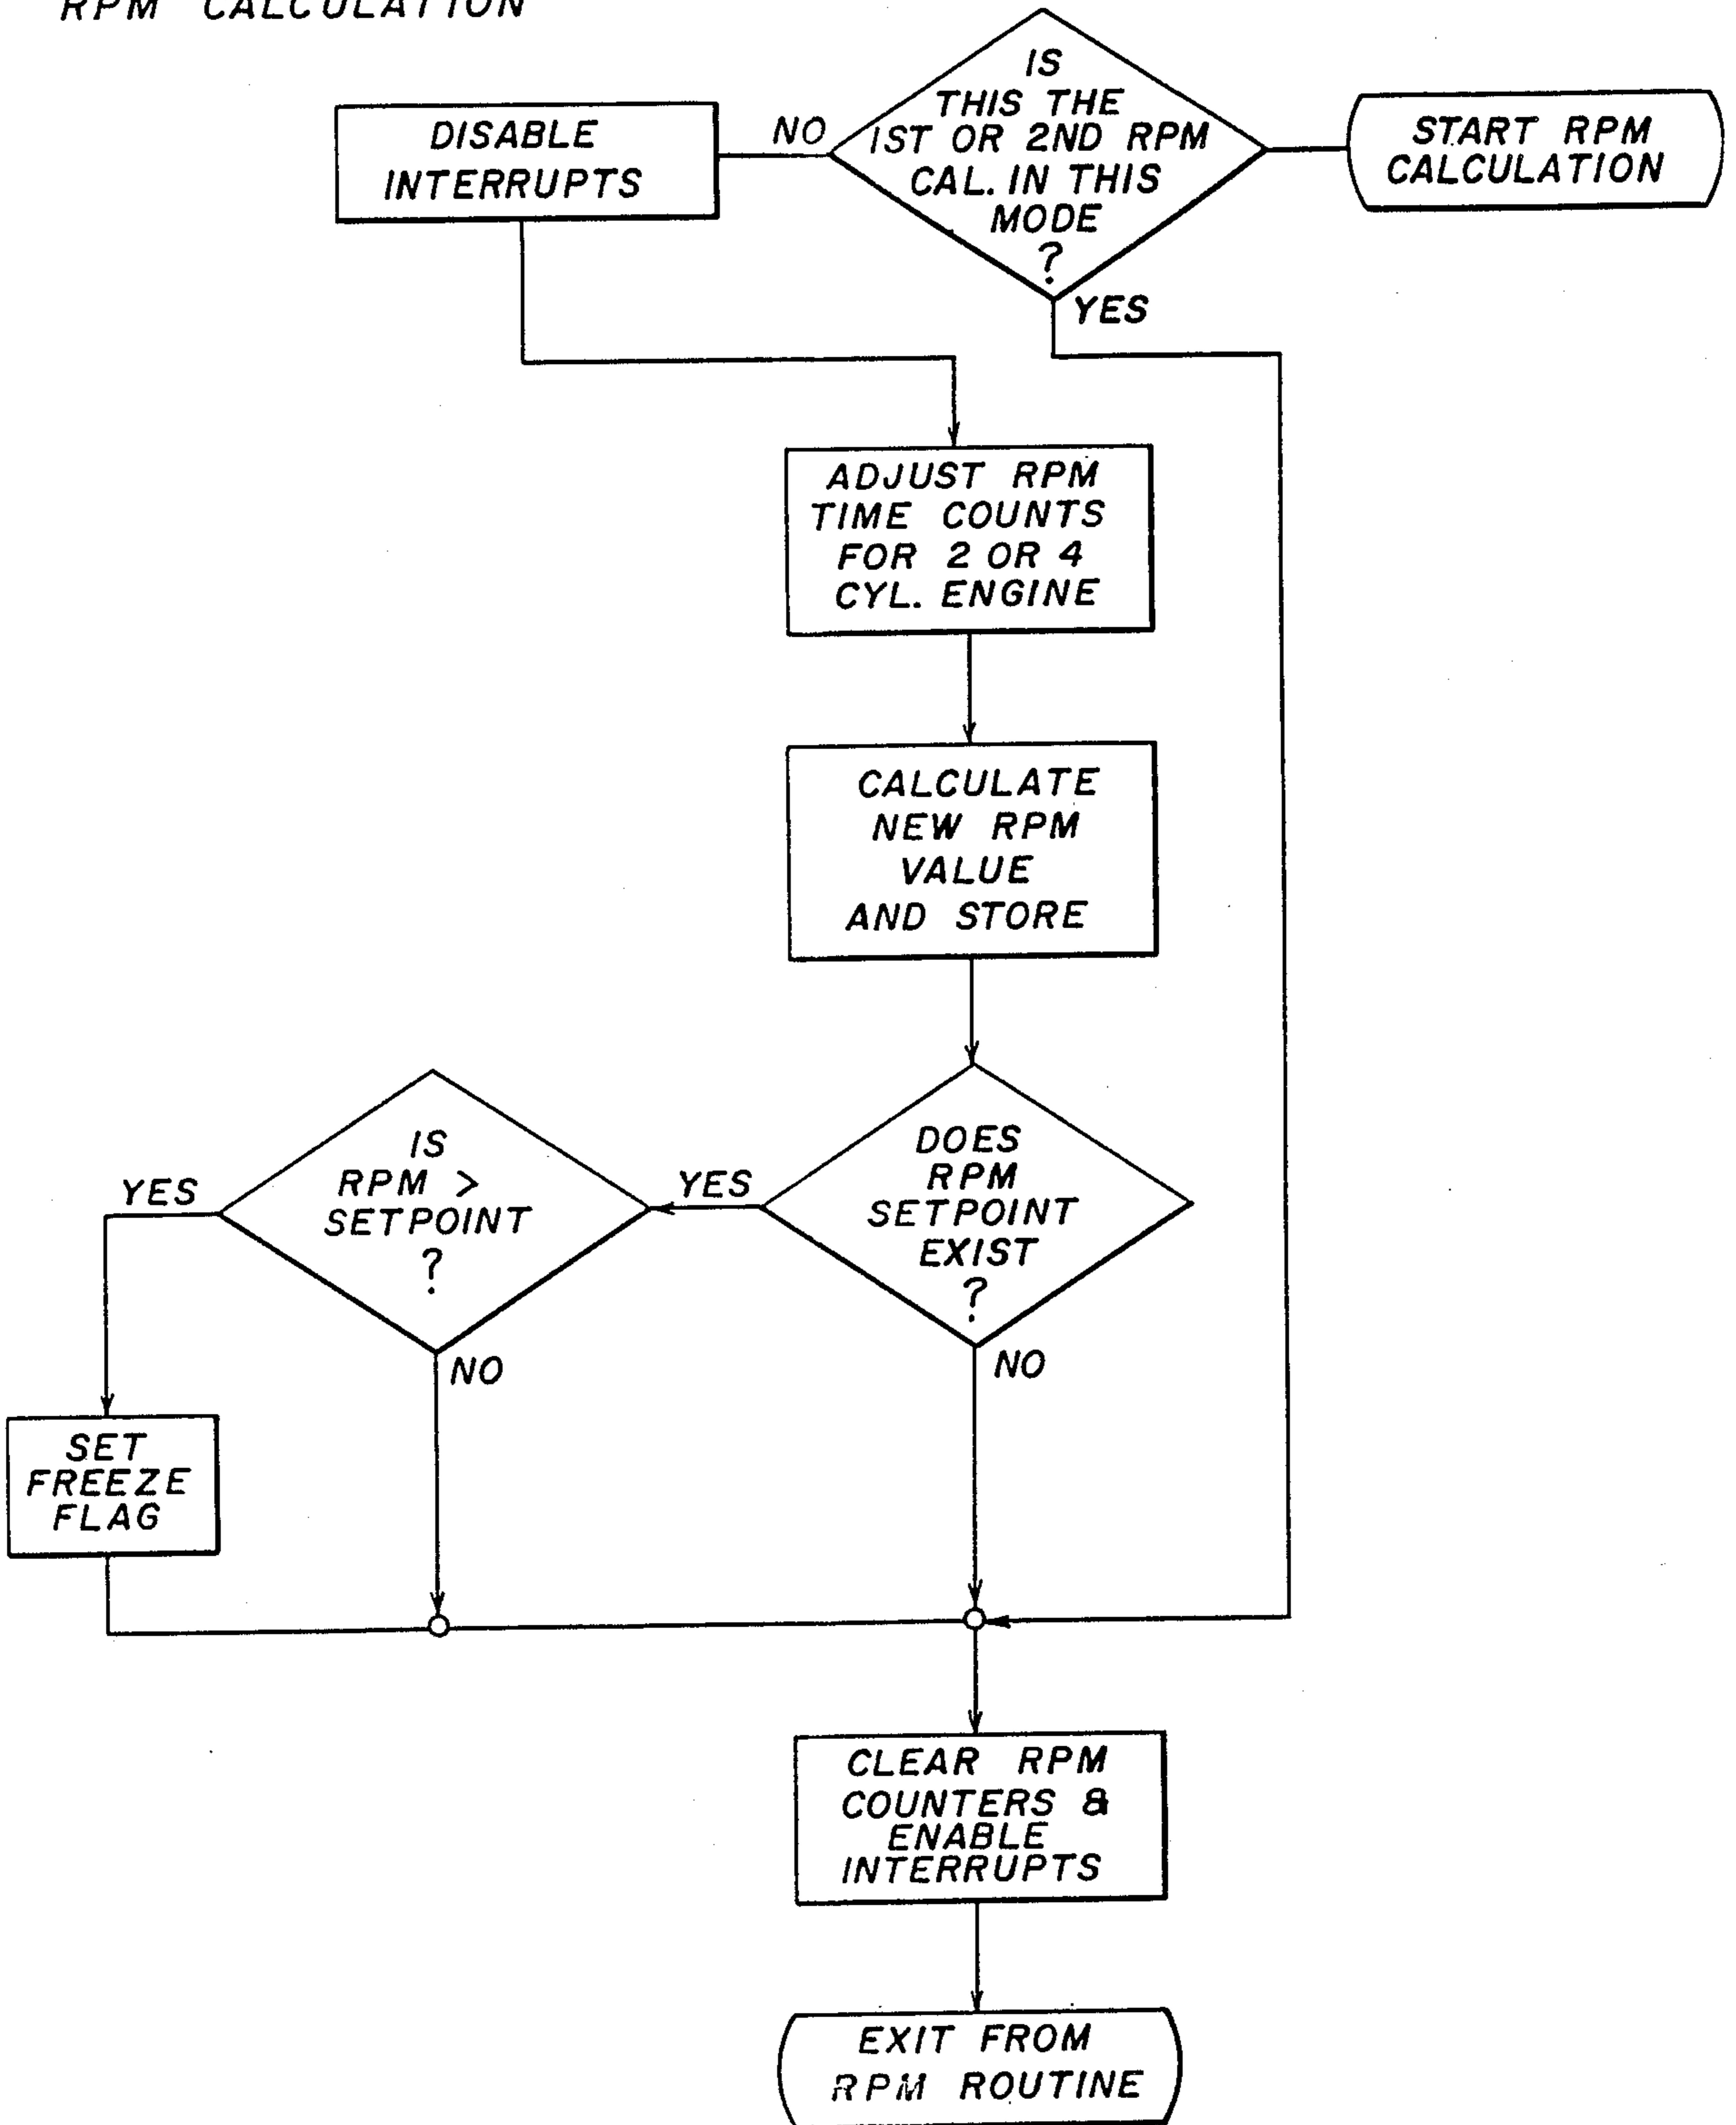 RPM CALCULATION
START RPM
CALCULATION
IS
THIS THE
1ST OR 2ND RPM
CAL. IN THIS
MODE
?
NO
YES
DISABLE
INTERRUPTS
ADJUST RPM
TIME COUNTS
FOR 2 OR 4
CYL. ENGINE
CALCULATE
NEW RPM
VALUE
AND STORE
DOES
RPM
SETPOINT
EXIST
?
YES
NO
IS
RPM >
SETPOINT
?
YES
NO
SET
FREEZE
FLAG
CLEAR RPM
COUNTERS &
ENABLE
INTERRUPTS
EXIT FROM
RPM ROUTINE